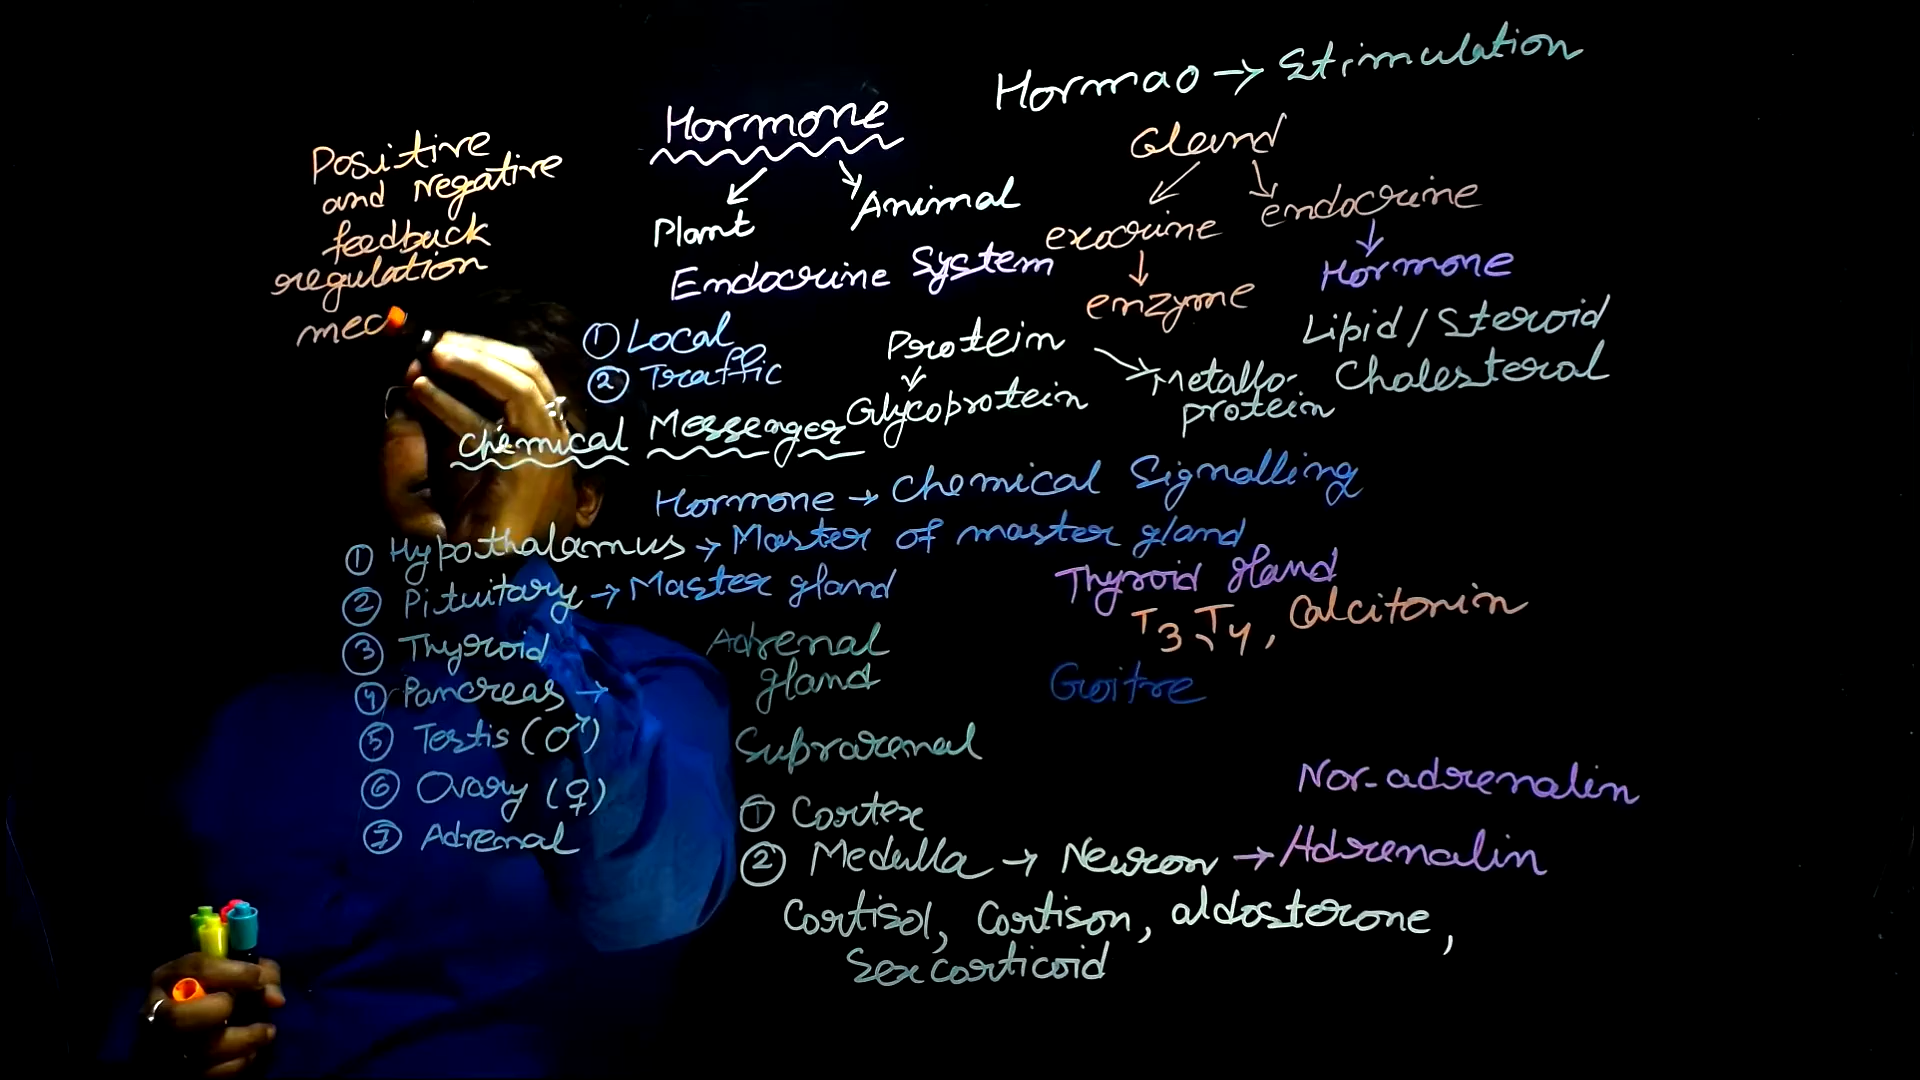 Hormao → Stimulation
Hormone
Plant
Animal
Gland
exocrine
endocrine
enzyme
Hormone
Positive
and Negative
feedback
regulation
mec
Endocrine System
① Local
② Traffic
Protein
Glycoprotein
Metallo-
protein
Lipid / Steroid
Cholesteral
Chemical Messenger
Hormone → Chemical Signalling
① Hypothalamus → Master of master gland
② Pituitary → Master gland
③ Thyroid
④ Pancreas →
⑤ Testis (♂)
⑥ Ovary (♀)
⑦ Adrenal
Thyroid gland
T3, T4, Calcitonin
Goitre
Adrenal
gland
Suprarenal
① Cortex
② Medulla → Neuron → Adrenalin
Nor-adrenalin
Cortisol, Cortison, aldosterone,
Sexcorticoid